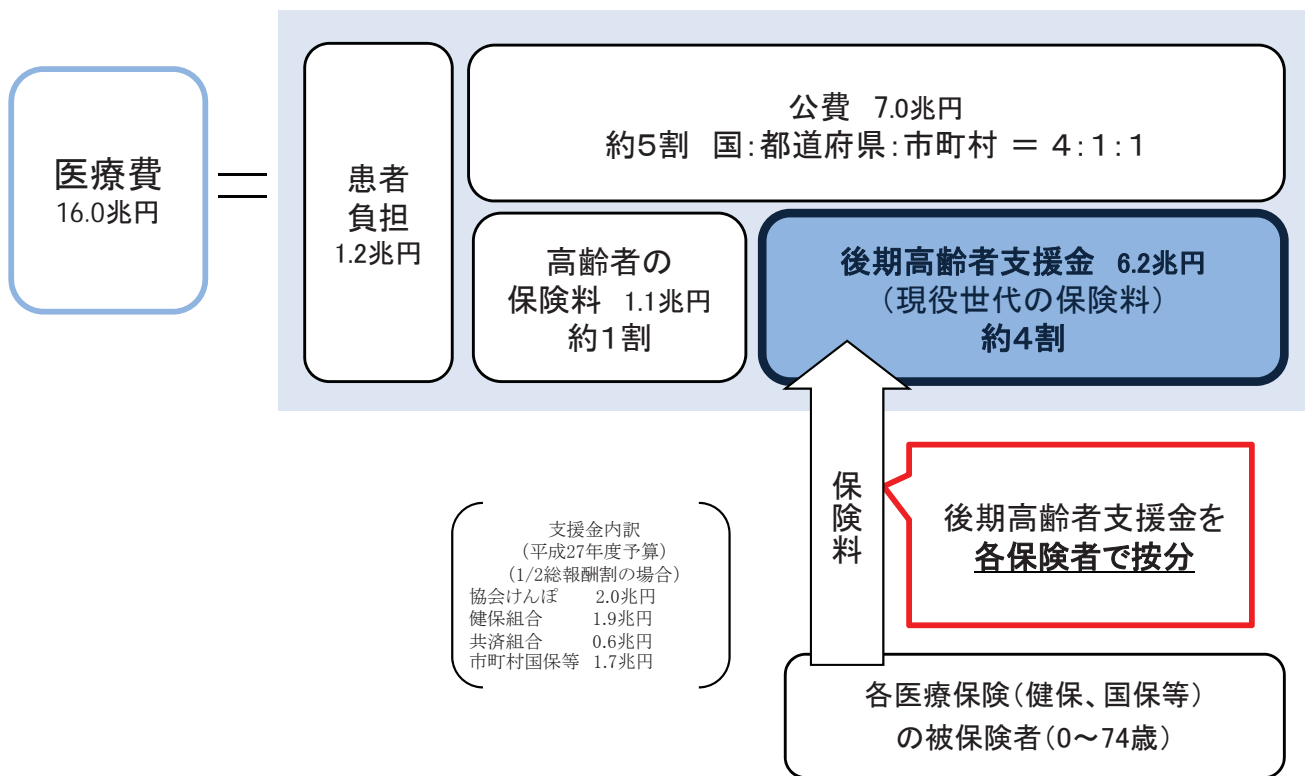 医療費
16.0兆円
患者
負担
1.2兆円
公費 7.0兆円
約5割 国:都道府県:市町村 = 4:1:1
高齢者の
保険料 1.1兆円
約1割
後期高齢者支援金 6.2兆円
(現役世代の保険料)
約4割
保険料
後期高齢者支援金を
各保険者で按分
支援金内訳
(平成27年度予算)
(1/2総報酬割の場合)
協会けんぽ 2.0兆円
健保組合 1.9兆円
共済組合 0.6兆円
市町村国保等 1.7兆円
各医療保険(健保、国保等)
の被保険者(0～74歳)